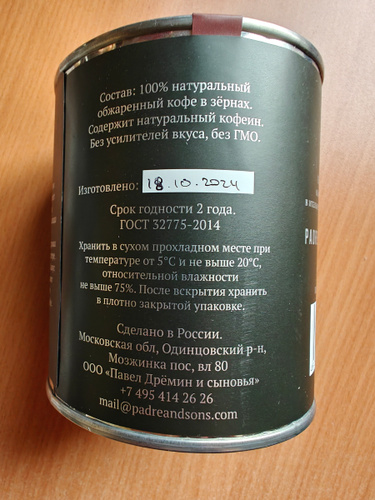 Состав: 100% натуральный
обжаренный кофе в зёрнах.
Содержит натуральный кофеин.
Без усилителей вкуса, без ГМО.
Изготовлено: 18.10.2024
Срок годности 2 года.
ГОСТ 32775-2014
Хранить в сухом прохладном месте при
температуре от 5°C и не выше 20°C,
относительной влажности
не выше 75%. После вскрытия хранить
в плотно закрытой упаковке.
Сделано в России.
Московская обл, Одинцовский р-н,
Мозжинка пос, вл 80
ООО «Павел Дрёмин и сыновья»
+7 495 414 26 26
mail@padreandsons.com